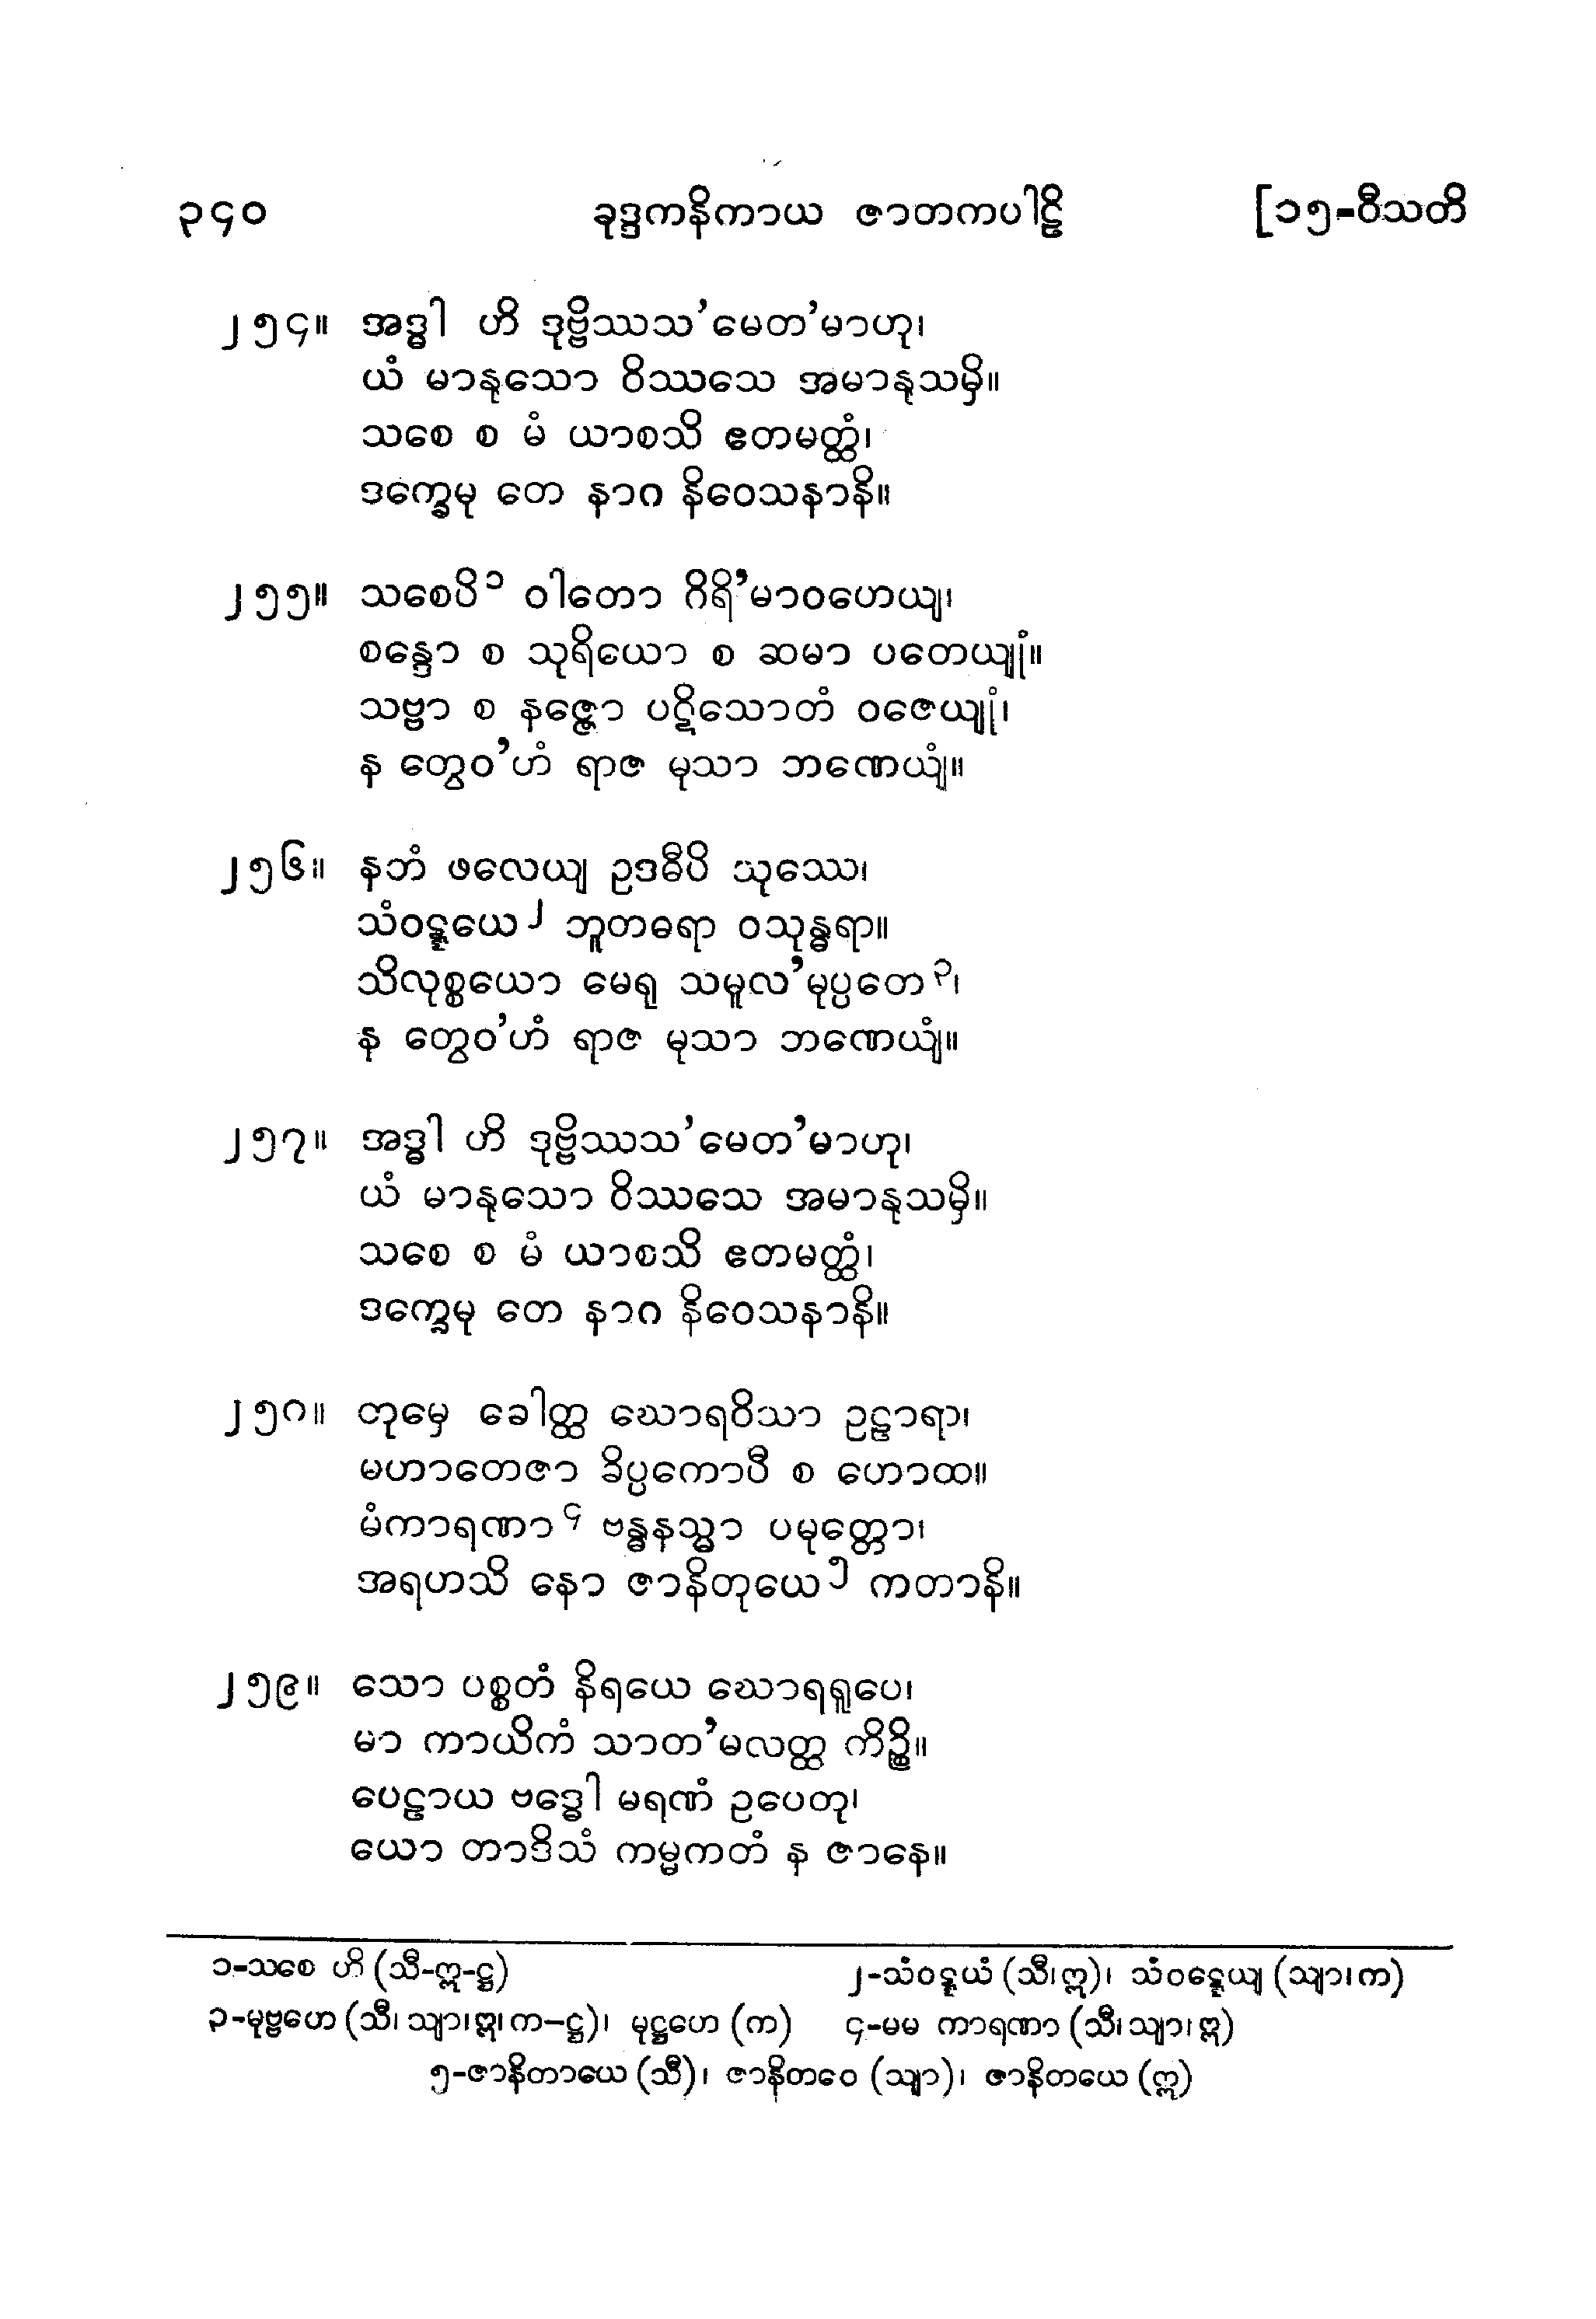 ၃၄၀ ခုဒ္ဒကနိကာယ ဇာတကပါဠိ [၁၅-ဝီသတိ
၂၅၄။ အဒ္ဓါ ဟိ ဒုဗ္ဗိဿသ’မေတ’မာဟု၊
ယံ မာနုသော ဝိဿသေ အမာနုသမှိ။
သစေ စ မံ ယာစသိ ဧတမတ္ထံ၊
ဒက္ခေမု တေ နာဂ နိဝေသနာနိ။
၂၅၅။ သစေပိ၁ ဝါတော ဂိရိ’မာဝဟေယျ၊
စန္ဒော စ သုရိယော စ ဆမာ ပတေယျုံ။
သဗ္ဗာ စ နဇ္ဇော ပဋိသောတံ ဝဇေယျုံ၊
န တွေဝ’ဟံ ရာဇ မုသာ ဘဏေယျံ။
၂၅၆။ နဘံ ဖလေယျ ဥဒဓီပိ သုဿေ၊
သံဝဋ္ဋယေ၂ ဘူတဓရာ ဝသုန္ဓရာ။
သိလုစ္စယော မေရု သမူလ’မုပ္ပတေ၃၊
န တွေဝ’ဟံ ရာဇ မုသာ ဘဏေယျံ။
၂၅၇။ အဒ္ဓါ ဟိ ဒုဗ္ဗိဿသ’မေတ’မာဟု၊
ယံ မာနုသော ဝိဿသေ အမာနုသမှိ။
သစေ စ မံ ယာစသိ ဧတမတ္ထံ၊
ဒက္ခေမု တေ နာဂ နိဝေသနာနိ။
၂၅၈။ တုမှေ ခေါတ္ထ ဃောရဝိသာ ဥဠာရာ၊
မဟာတေဇာ ခိပ္ပကောပီ စ ဟောထ။
မံကာရဏာ၄ ဗန္ဓနသ္မာ ပမုတ္တော၊
အရဟသိ နော ဇာနိတုယေ၅ ကတာနိ။
၂၅၉။ သော ပစ္စတံ နိရယေ ဃောရရူပေ၊
မာ ကာယိကံ သာတ’မလတ္ထ ကိဉ္စိ။
ပေဠာယ ဗဒ္ဓေါ မရဏံ ဥပေတု၊
ယော တာဒိသံ ကမ္မကတံ န ဇာနေ။
၁-သစေ ဟိ (သီ-ဣ-ဋ္ဌ) ၂-သံဝဋ္ဋယံ (သီ၊ဣ)၊ သံဝဋ္ဋေယျ (သျာ၊က)
၃-မုဗ္ဗဟေ (သီ၊ သျာ၊ဣ၊ က–ဋ္ဌ)၊ မုဋ္ဌဟေ (က) ၄-မမ ကာရဏာ (သီ၊သျာ၊ဣ)
၅-ဇာနိတာယေ (သီ)၊ ဇာနိတဝေ (သျာ)၊ ဇာနိတယေ (ဣ)